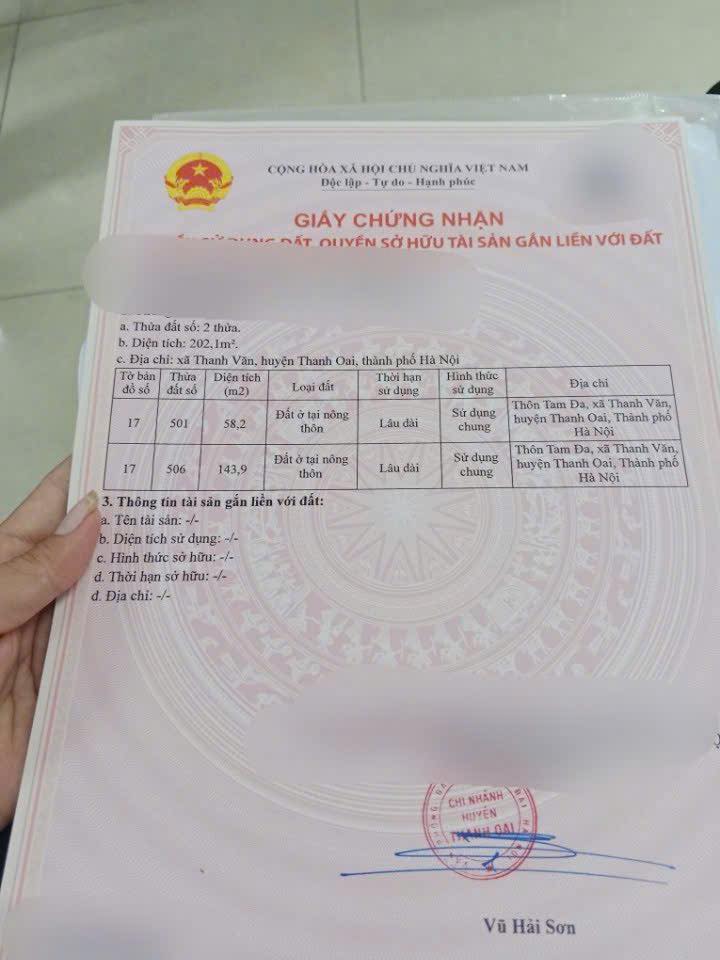 CỘNG HÒA XÃ HỘI CHỦ NGHĨA VIỆT NAM
Độc lập - Tự do - Hạnh phúc
GIẤY CHỨNG NHẬN
SỬ DỤNG ĐẤT, QUYỀN SỞ HỮU TÀI SẢN GẮN LIỀN VỚI ĐẤT
a. Thửa đất số: 2 thửa.
b. Diện tích: 202,1m².
c. Địa chỉ: xã Thanh Văn, huyện Thanh Oai, thành phố Hà Nội
Tờ bản đồ số Thửa đất số Diện tích (m2) Loại đất Thời hạn sử dụng Hình thức sử dụng Địa chỉ
17 501 58,2 Đất ở tại nông thôn Lâu dài Sử dụng chung Thôn Tam Đa, xã Thanh Văn, huyện Thanh Oai, Thành phố Hà Nội
17 506 143,9 Đất ở tại nông thôn Lâu dài Sử dụng chung Thôn Tam Đa, xã Thanh Văn, huyện Thanh Oai, Thành phố Hà Nội
3. Thông tin tài sản gắn liền với đất:
a. Tên tài sản: -/-
b. Diện tích sử dụng: -/-
c. Hình thức sở hữu: -/-
d. Thời hạn sở hữu: -/-
đ. Địa chỉ: -/-
CHI NHÁNH
HUYỆN
THANH OAI
Vũ Hải Sơn